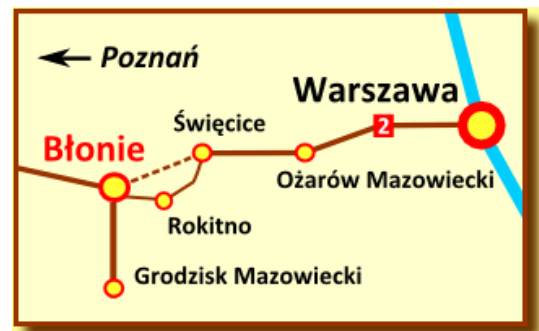 Poznań
Warszawa
2
Święcice
Błonie
Ożarów Mazowiecki
Rokitno
Grodzisk Mazowiecki